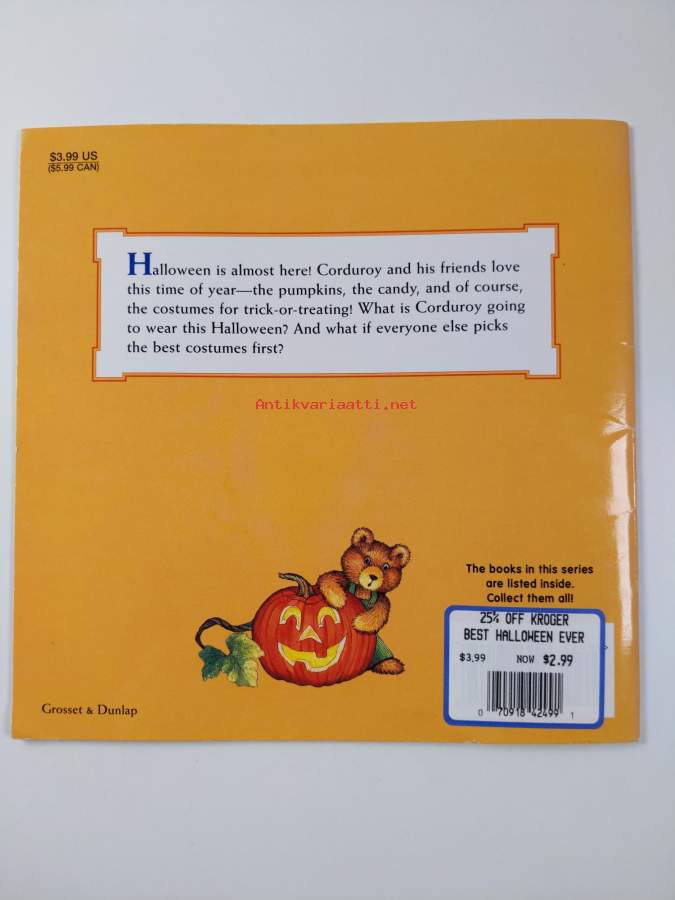 $3.99 US
($5.99 CAN)
Halloween is almost here! Corduroy and his friends love
this time of year—the pumpkins, the candy, and of course,
the costumes for trick-or-treating! What is Corduroy going
to wear this Halloween? And what if everyone else picks
the best costumes first?
Antikvariaatti.net
The books in this series
are listed inside.
Collect them all!
25% OFF KROGER
BEST HALLOWEEN EVER
$3.99 NOW $2.99
0 70918 42499 1
Grosset & Dunlap